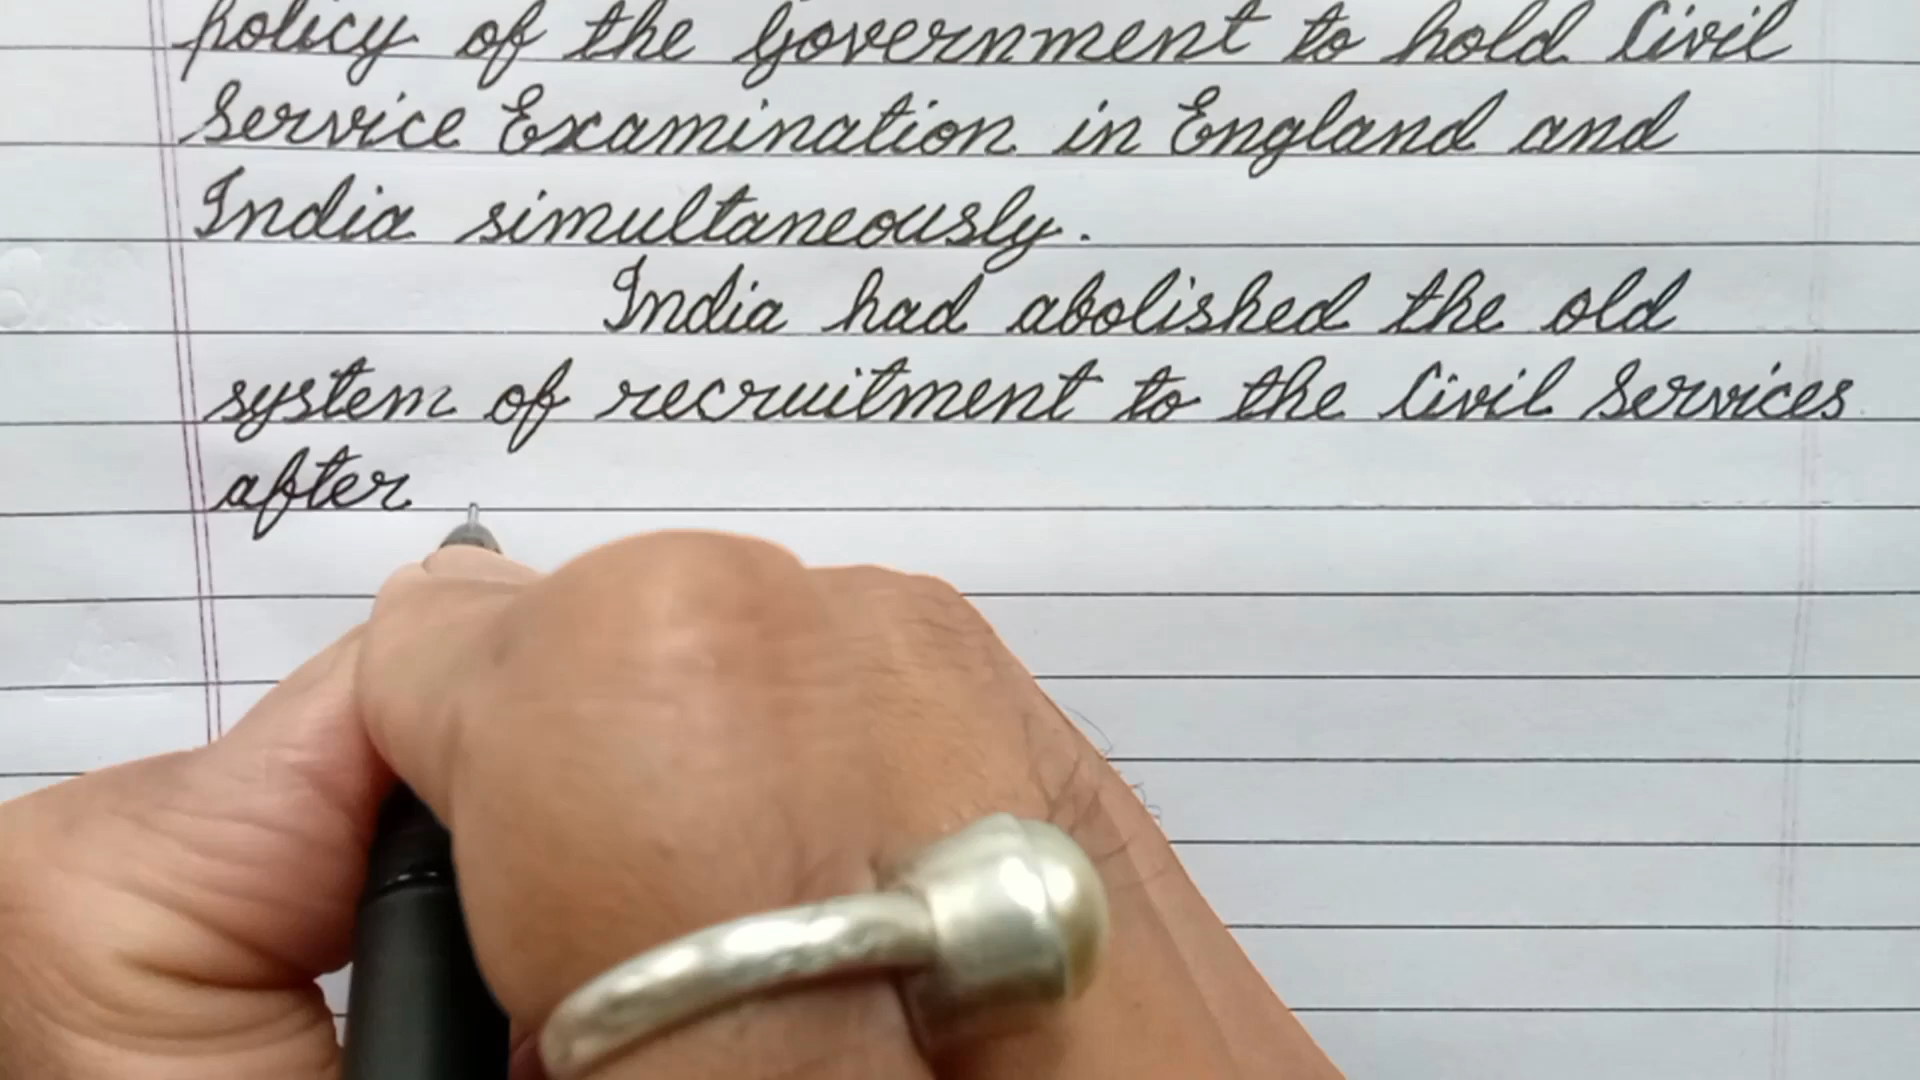 policy of the Government to hold Civil
Service Examination in England and
India simultaneously.
India had abolished the old
system of recruitment to the Civil Services
after